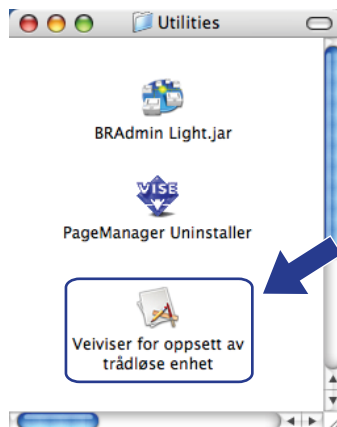 Utilities
BRAdmin Light.jar
VISE
PageManager Uninstaller
Veiviser for oppsett av
trådløse enhet